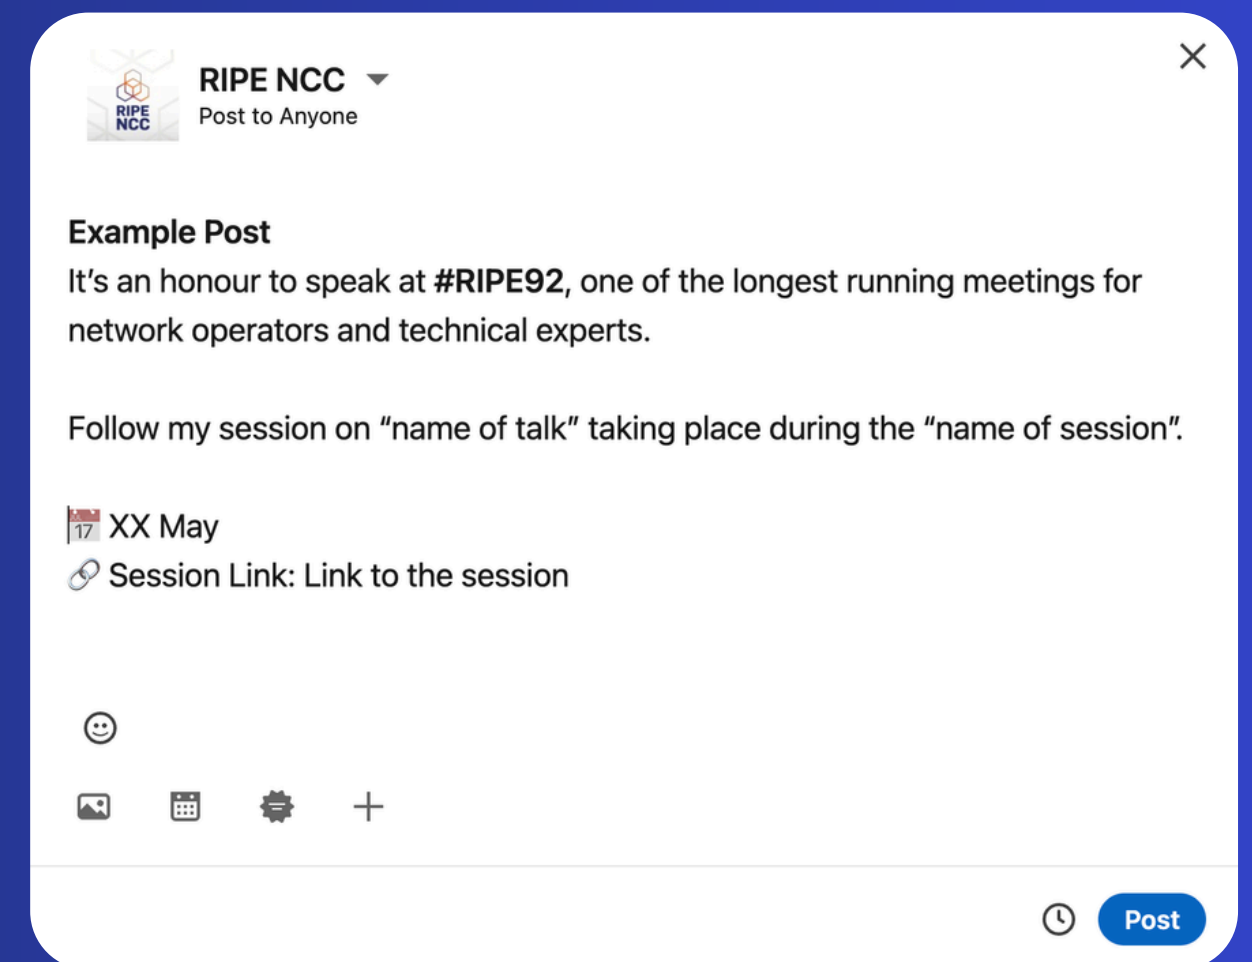 RIPE NCC
Post to Anyone
RIPE
NCC
Example Post
It’s an honour to speak at #RIPE92, one of the longest running meetings for
network operators and technical experts.
Follow my session on “name of talk” taking place during the “name of session”.
17 XX May
Session Link: Link to the session
Post